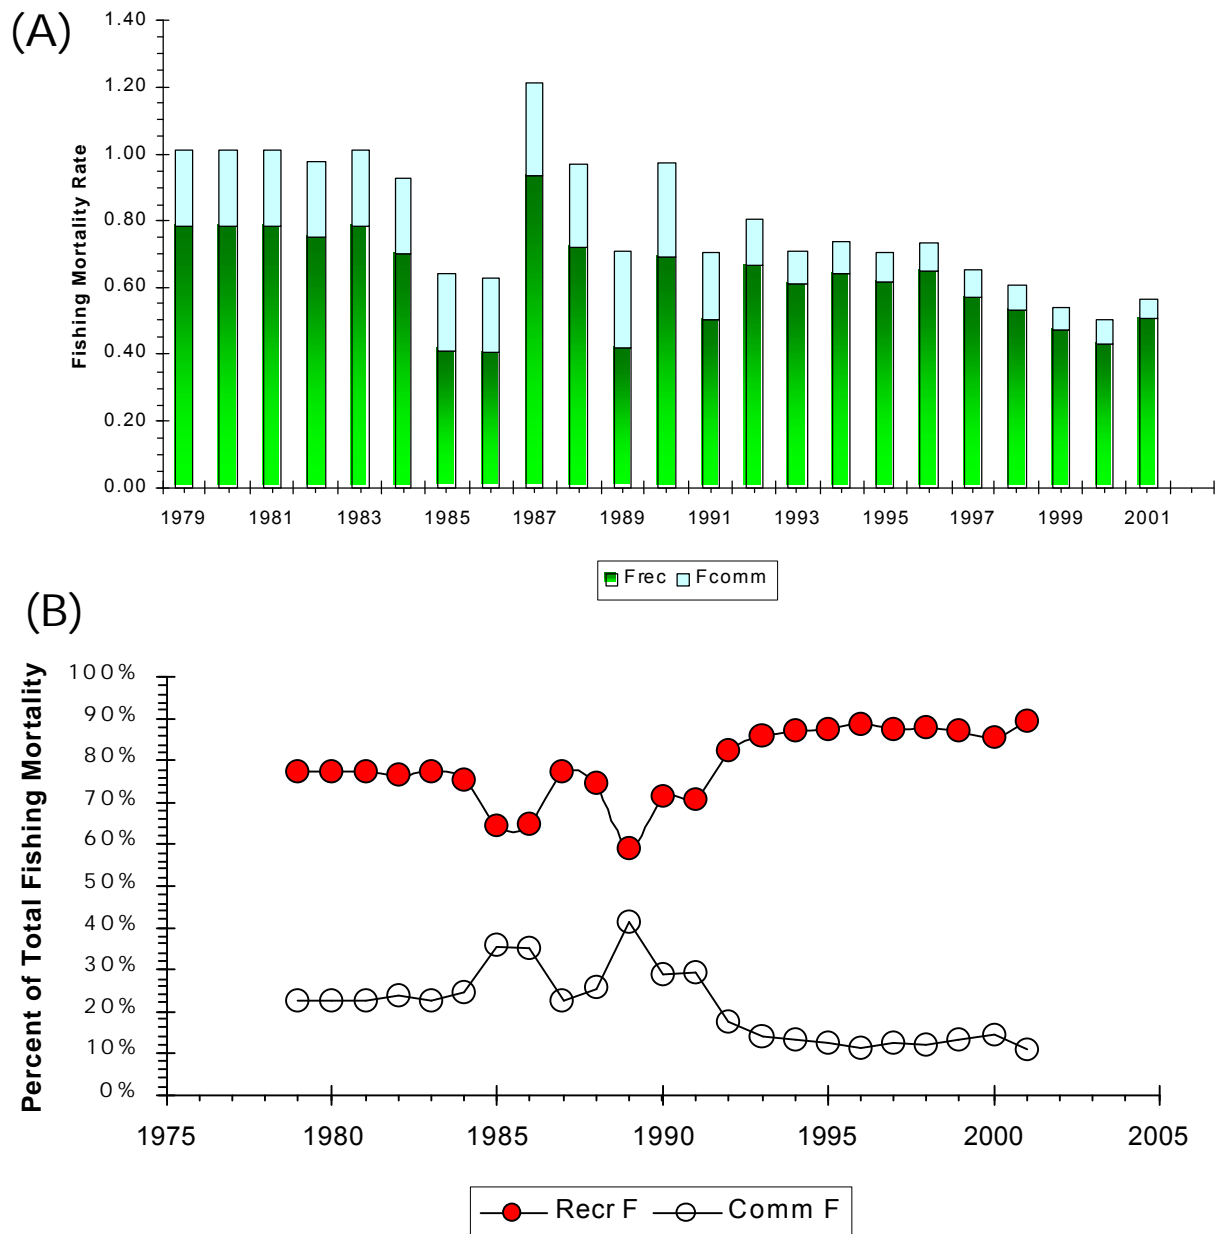 (A)
1.40
1.20
1.00
0.80
0.60
0.40
0.20
0.00
Fishing Mortality Rate
1979 1981 1983 1985 1987 1989 1991 1993 1995 1997 1999 2001
Frec Fcomm
(B)
100%
90%
80%
70%
60%
50%
40%
30%
20%
10%
0%
Percent of Total Fishing Mortality
1975 1980 1985 1990 1995 2000 2005
Recr F Comm F